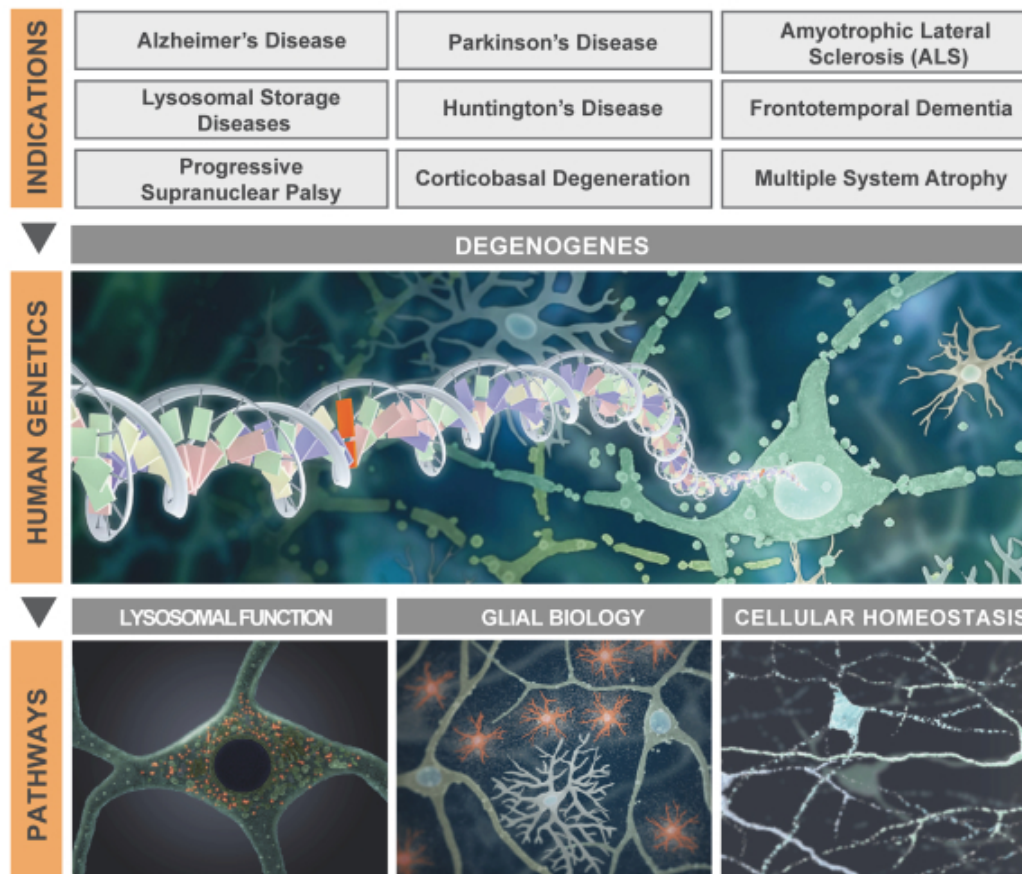 INDICATIONS
Alzheimer’s Disease
Parkinson’s Disease
Amyotrophic Lateral
Sclerosis (ALS)
Lysosomal Storage
Diseases
Huntington’s Disease
Frontotemporal Dementia
Progressive
Supranuclear Palsy
Corticobasal Degeneration
Multiple System Atrophy
HUMAN GENETICS
DEGENOGENES
PATHWAYS
LYSOSOMAL FUNCTION
GLIAL BIOLOGY
CELLULAR HOMEOSTASIS